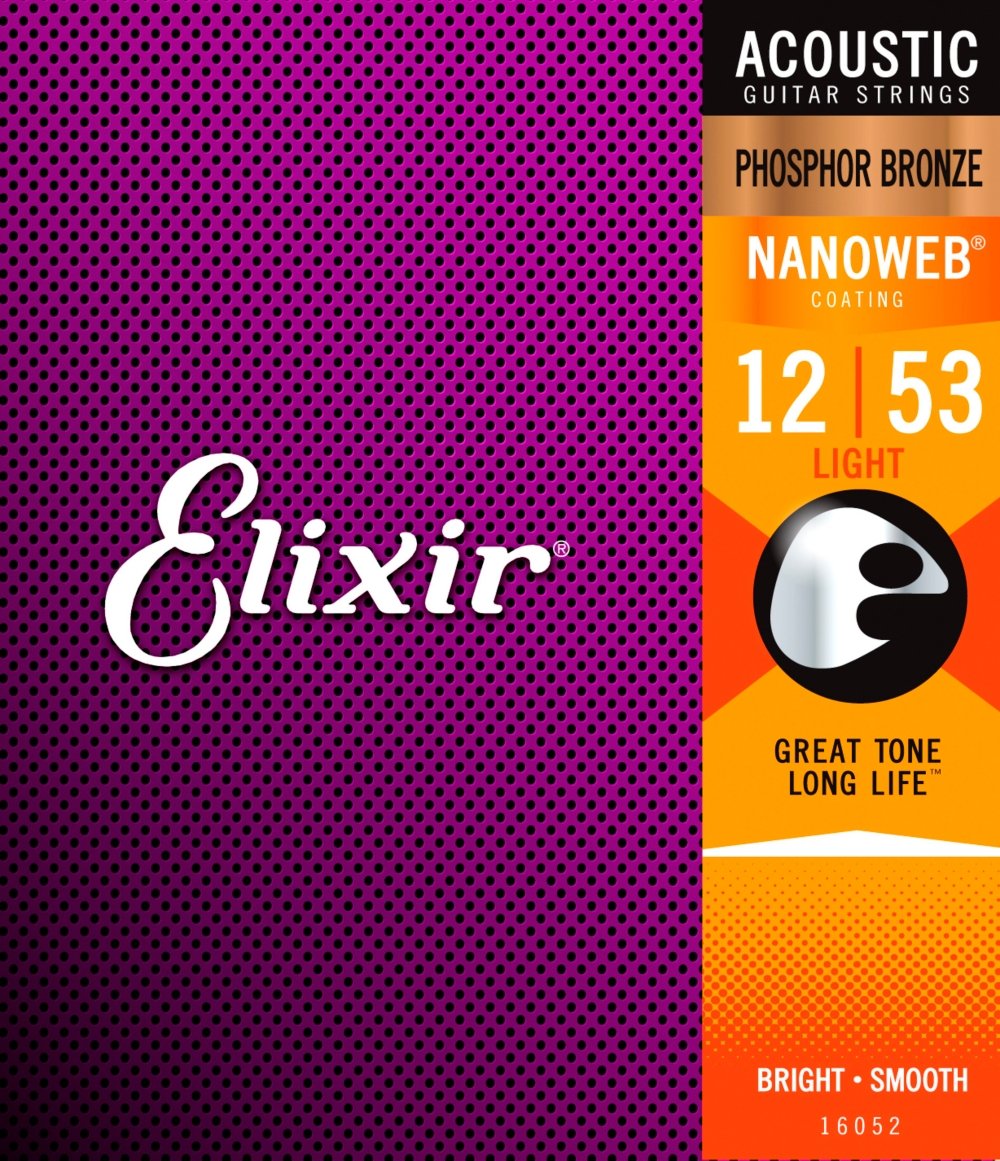 Elixir®
ACOUSTIC
GUITAR STRINGS
PHOSPHOR BRONZE
NANOWEB®
COATING
12 | 53
LIGHT
GREAT TONE
LONG LIFE™
BRIGHT • SMOOTH
16052